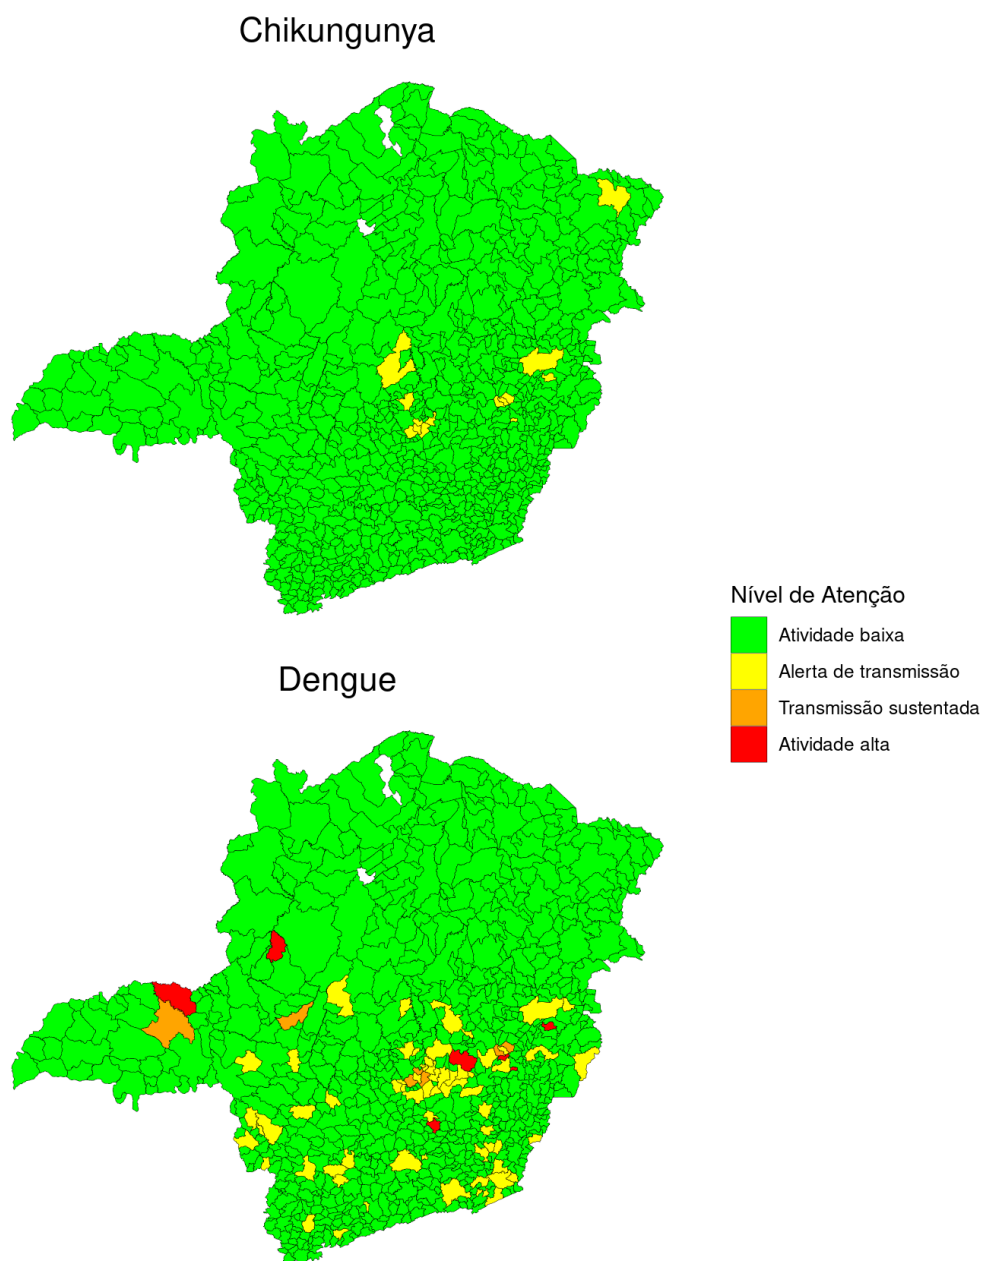 Chikungunya
Dengue
Nível de Atenção
Atividade baixa
Alerta de transmissão
Transmissão sustentada
Atividade alta